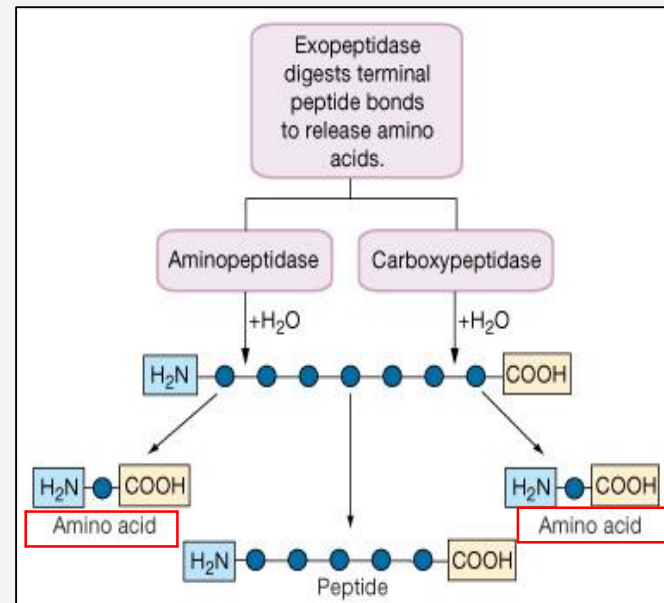 Exopeptidase
digests terminal
peptide bonds
to release amino
acids.
Aminopeptidase
Carboxypeptidase
+H₂O
+H₂O
H₂N
COOH
H₂N
COOH
Amino acid
H₂N
COOH
Amino acid
H₂N
COOH
Peptide